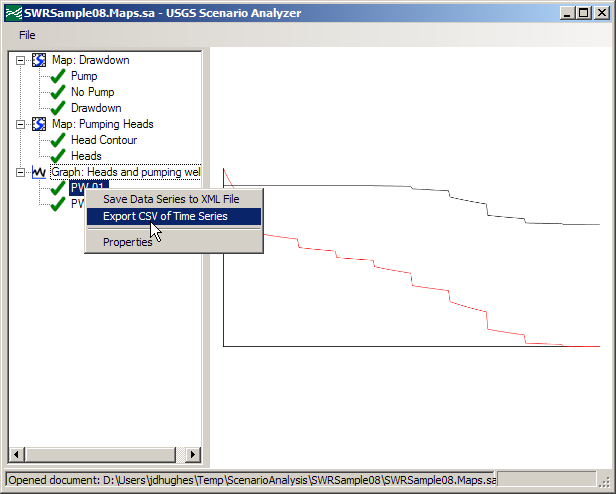 SWRSample08.Maps.sa - USGS Scenario Analyzer
File
Map: Drawdown
Pump
No Pump
Drawdown
Map: Pumping Heads
Head Contour
Heads
Graph: Heads and pumping wel
PW-01
PW
Save Data Series to XML File
Export CSV of Time Series
Properties
Opened document: D:\Users\jdhughes\Temp\ScenarioAnalysis\SWRSample08\SWRSample08.Maps.sa